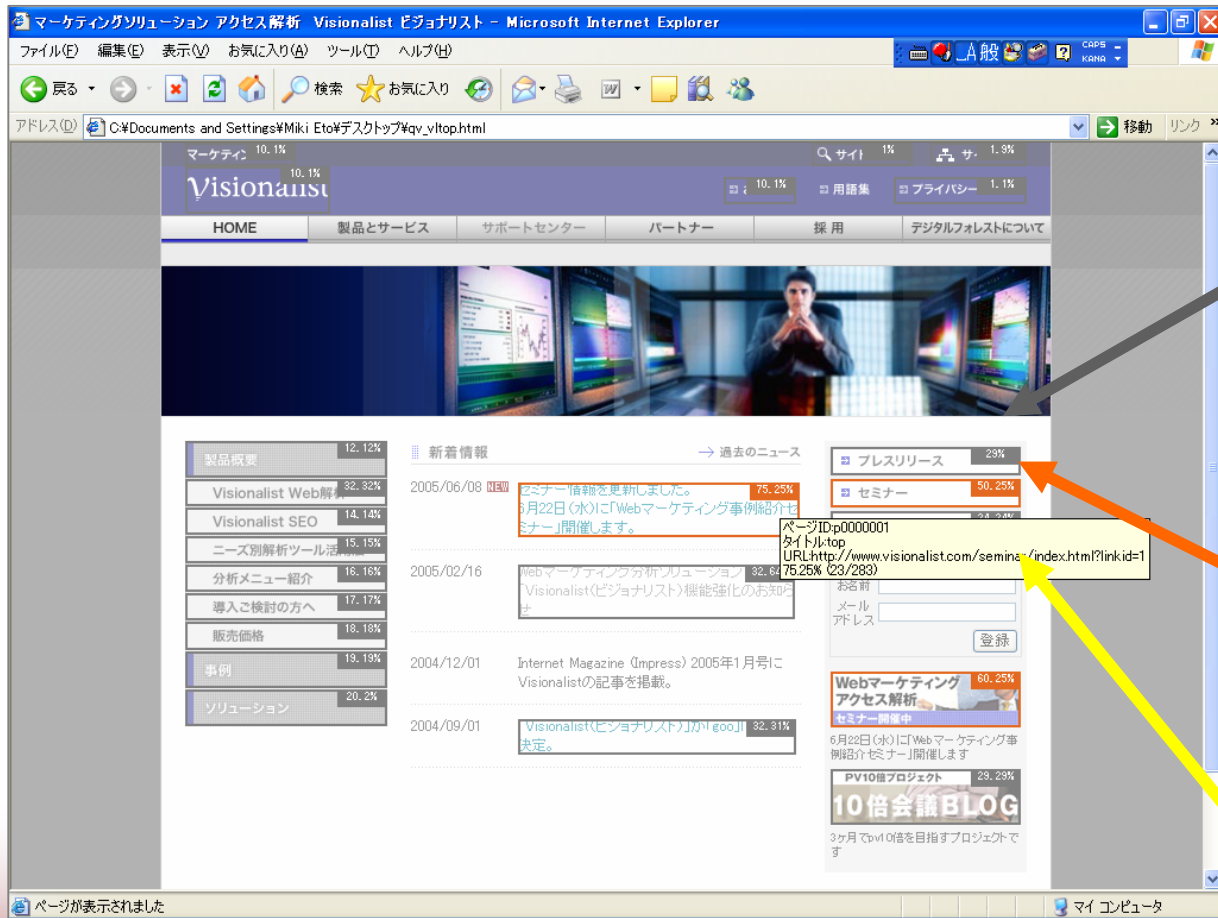 マーケティングソリューション アクセス解析 Visionalist ビジョナリスト - Microsoft Internet Explorer
ファイル(F) 編集(E) 表示(V) お気に入り(A) ツール(T) ヘルプ(H)
A 般 CAPS KANA
戻る 検索 お気に入り
アドレス(D) C:¥Documents and Settings¥Miki Eto¥デスクトップ¥qv_vltop.html 移動 リンク »
マーケティ 10.1% サイト 1% サ 1.9%
10.1%
Visionalist 10.1% 用語集 プライバシー 1.1%
HOME 製品とサービス サポートセンター パートナー 採用 デジタルフォレストについて
製品概要 12.12%
Visionalist Web解 32.32%
Visionalist SEO 14.14%
ニーズ別解析ツール活 15.15%
分析メニュー紹介 16.16%
導入ご検討の方へ 17.17%
販売価格 18.18%
事例 19.19%
ソリューション 20.2%
新着情報 → 過去のニュース
2005/06/08 NEW セミナー情報を更新しました。 75.25%
6月22日(水)に「Webマーケティング事例紹介セ
ミナー」開催します。
2005/02/16 Webマーケティング分析ソリューション 32.64
「Visionalist(ビジョナリスト)機能強化のお知ら
せ
2004/12/01 Internet Magazine (Impress) 2005年1月号に
Visionalistの記事を掲載。
2004/09/01 「Visionalist(ビジョナリスト)」が「goo」 32.31%
決定。
プレスリリース 29%
セミナー 50.25%
24.24%
ページID:p0000001
タイトル:top
URL:http://www.visionalist.com/seminar/index.html?linkid=1
75.25% (23/283)
お名前
メール
アドレス
登録
Webマーケティング 60.25%
アクセス解析
セミナー開催中
6月22日(水)に「Webマーケティング事
例紹介セミナー」開催します
PV10倍プロジェクト 29.29%
10倍会議BLOG
3ヶ月でpv10倍を目指すプロジェクトで
す
ページが表示されました マイ コンピュータ